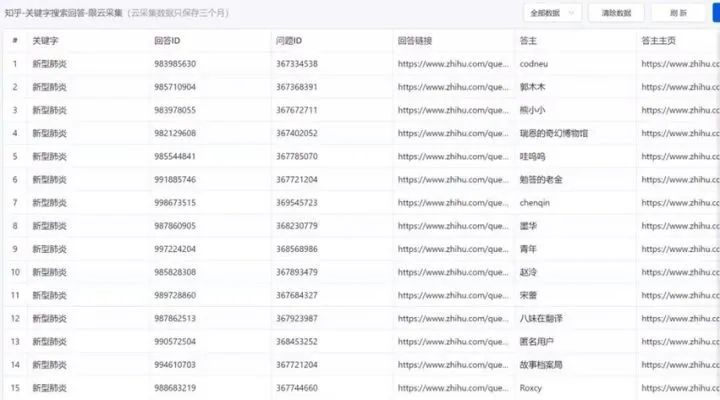 知乎-关键字搜索回答-限云采集（云采集数据只保存三个月） 全部数据 清除数据 刷 新
# 关键字 回答ID 问题ID 回答链接 答主 答主主页
1 新型肺炎 983985630 367334538 https://www.zhihu.com/que... codneu https://www.zhihu.co
2 新型肺炎 985710904 367368391 https://www.zhihu.com/que... 郭木木 https://www.zhihu.co
3 新型肺炎 983978055 367672711 https://www.zhihu.com/que... 熊小小 https://www.zhihu.co
4 新型肺炎 982129608 367402052 https://www.zhihu.com/que... 瑞恩的奇幻博物馆 https://www.zhihu.co
5 新型肺炎 985544841 367785070 https://www.zhihu.com/que... 哇呜呜 https://www.zhihu.co
6 新型肺炎 991885746 367721204 https://www.zhihu.com/que... 勉答的老金 https://www.zhihu.co
7 新型肺炎 998673515 369545723 https://www.zhihu.com/que... chenqin https://www.zhihu.co
8 新型肺炎 987860905 368230779 https://www.zhihu.com/que... https://www.zhihu.co
9 新型肺炎 997224204 368568986 https://www.zhihu.com/que... 青年 https://www.zhihu.co
10 新型肺炎 985828308 367893479 https://www.zhihu.com/que... 赵泠 https://www.zhihu.co
11 新型肺炎 989728860 367684327 https://www.zhihu.com/que... 宋蕾 https://www.zhihu.co
12 新型肺炎 987862513 367923987 https://www.zhihu.com/que... 八妹在翻译 https://www.zhihu.co
13 新型肺炎 990572504 368453252 https://www.zhihu.com/que... 匿名用户 https://www.zhihu.co
14 新型肺炎 994610703 367721204 https://www.zhihu.com/que... 故事档案局 https://www.zhihu.co
15 新型肺炎 988683219 367744660 https://www.zhihu.com/que... Roxcy https://www.zhihu.co